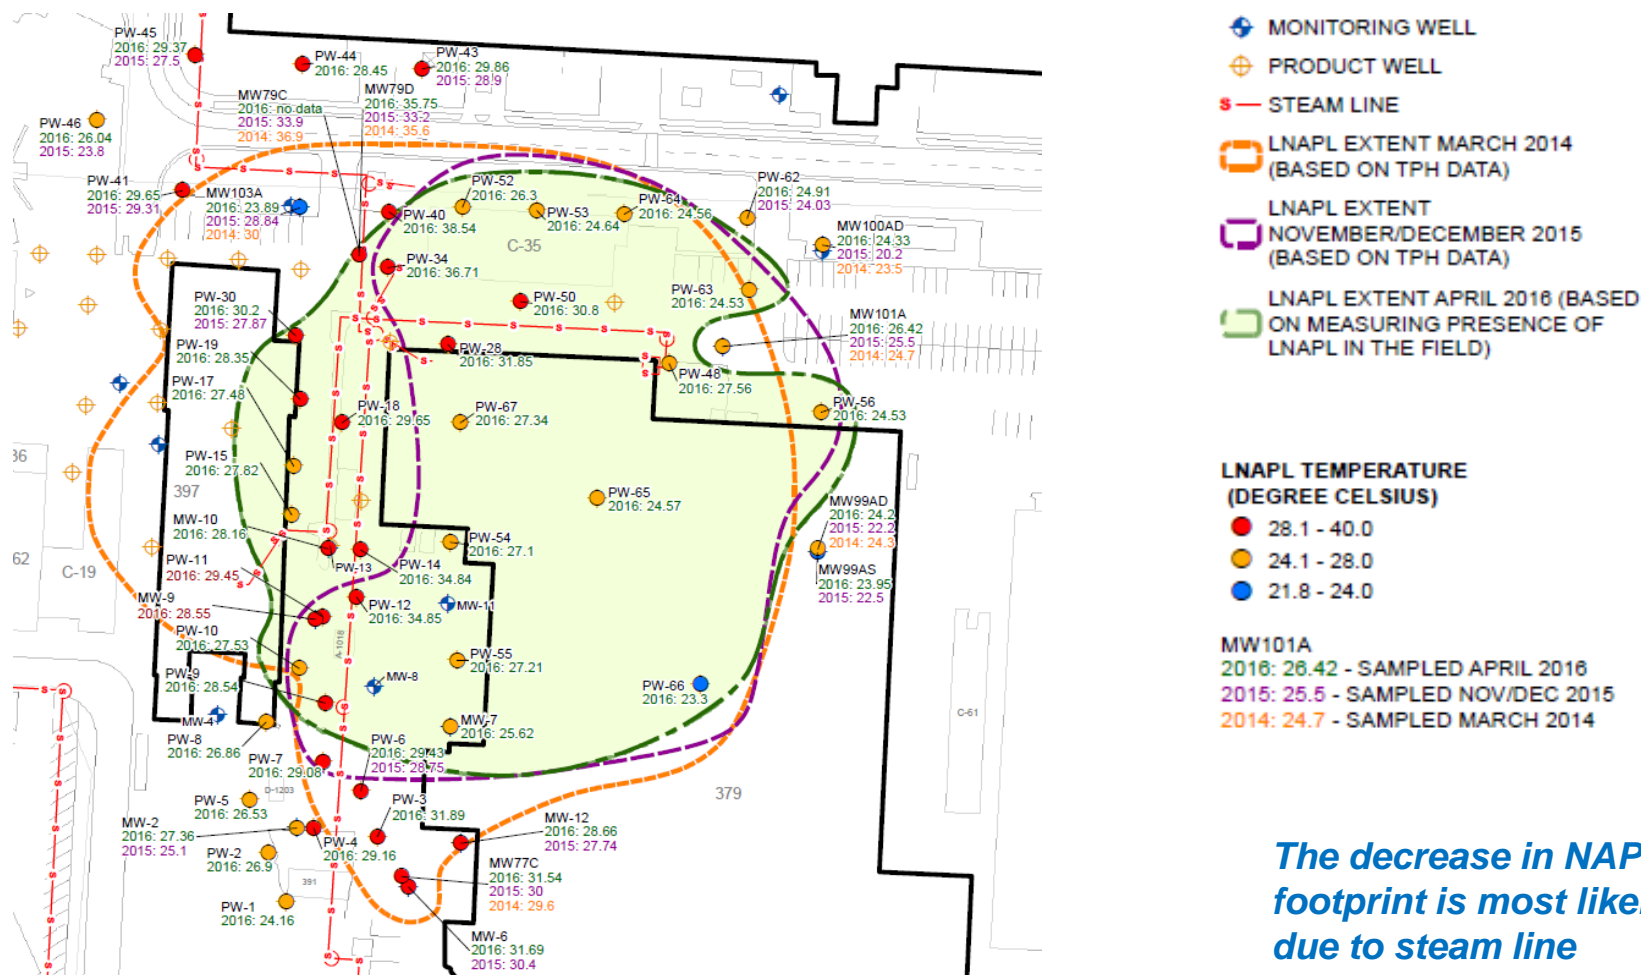 PW-45
2016: 29.37
2015: 27.5
PW-44
2016: 28.45
PW-43
2016: 29.86
2015: 28.9
MW79C
2016: no data
2015: 33.9
2014: 36.9
MW79D
2016: 35.75
2015: 33.2
2014: 35.6
PW-46
2016: 26.04
2015: 23.8
PW-41
2016: 29.65
2015: 29.31
MW103A
2016: 23.89
2015: 28.84
2014: 30
PW-52
2016: 26.3
PW-53
2016: 24.64
PW-64
2016: 24.56
PW-62
2016: 24.91
2015: 24.03
PW-40
2016: 38.54
C-35
MW100AD
2016: 24.33
2015: 20.2
2014: 23.5
PW-34
2016: 36.71
PW-63
2016: 24.53
PW-30
2016: 30.2
2015: 27.87
PW-50
2016: 30.8
MW101A
2016: 26.42
2015: 25.5
2014: 24.7
PW-19
2016: 28.35
PW-28
2016: 31.85
PW-48
2016: 27.56
PW-17
2016: 27.48
PW-18
2016: 29.65
PW-67
2016: 27.34
PW-56
2016: 24.53
36
PW-15
2016: 27.82
397
PW-65
2016: 24.57
MW99AD
2016: 24.2
2015: 22.2
2014: 24.3
MW-10
2016: 28.16
PW-54
2016: 27.1
62
C-19
PW-13
PW-14
2016: 34.84
MW99AS
2016: 23.95
2015: 22.5
PW-11
2016: 29.45
MW-9
2016: 28.55
PW-12
2016: 34.85
MW-11
PW-10
2016: 27.53
A-1018
PW-55
2016: 27.21
PW-9
2016: 28.54
MW-8
PW-66
2016: 23.3
C-61
MW-4
PW-8
2016: 26.86
MW-7
2016: 25.62
PW-6
2016: 29.43
2015: 28.75
PW-7
2016: 29.08
D-1203
379
PW-5
2016: 26.53
PW-3
2016: 31.89
MW-2
2016: 27.36
2015: 25.1
PW-4
2016: 29.16
MW-12
2016: 28.66
2015: 27.74
PW-2
2016: 26.9
391
MW77C
2016: 31.54
2015: 30
2014: 29.6
PW-1
2016: 24.16
MW-6
2016: 31.69
2015: 30.4
MONITORING WELL
PRODUCT WELL
S STEAM LINE
LNAPL EXTENT MARCH 2014
(BASED ON TPH DATA)
LNAPL EXTENT
NOVEMBER/DECEMBER 2015
(BASED ON TPH DATA)
LNAPL EXTENT APRIL 2016 (BASED
ON MEASURING PRESENCE OF
LNAPL IN THE FIELD)
LNAPL TEMPERATURE
(DEGREE CELSIUS)
28.1 - 40.0
24.1 - 28.0
21.8 - 24.0
MW101A
2016: 26.42 - SAMPLED APRIL 2016
2015: 25.5 - SAMPLED NOV/DEC 2015
2014: 24.7 - SAMPLED MARCH 2014
The decrease in NAP
footprint is most like
due to steam line